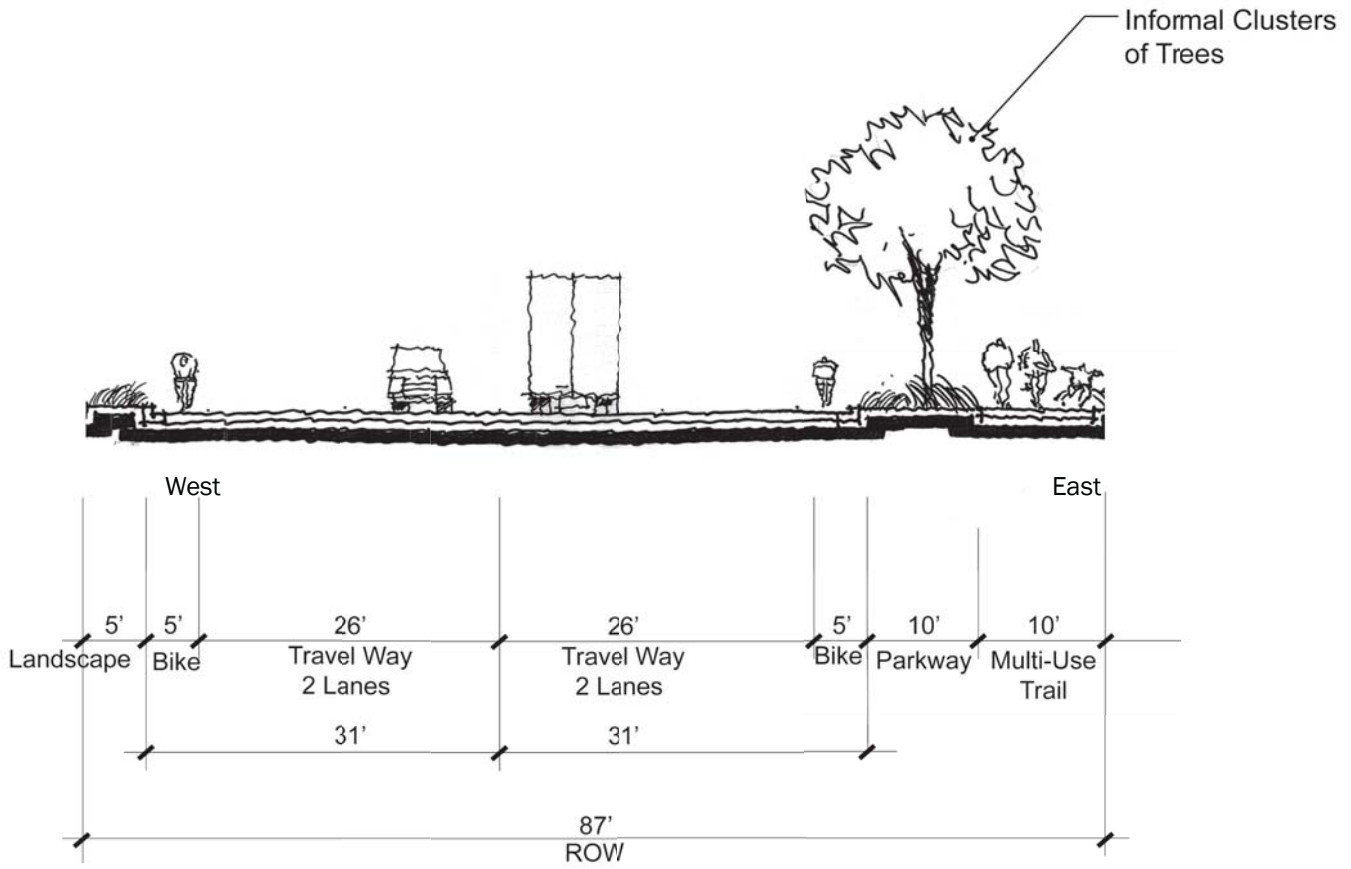 Informal Clusters
of Trees
West
East
5’
5’
26’
26’
5’
10’
10’
Landscape
Bike
Travel Way
2 Lanes
Travel Way
2 Lanes
Bike
Parkway
Multi-Use
Trail
31’
31’
87’
ROW